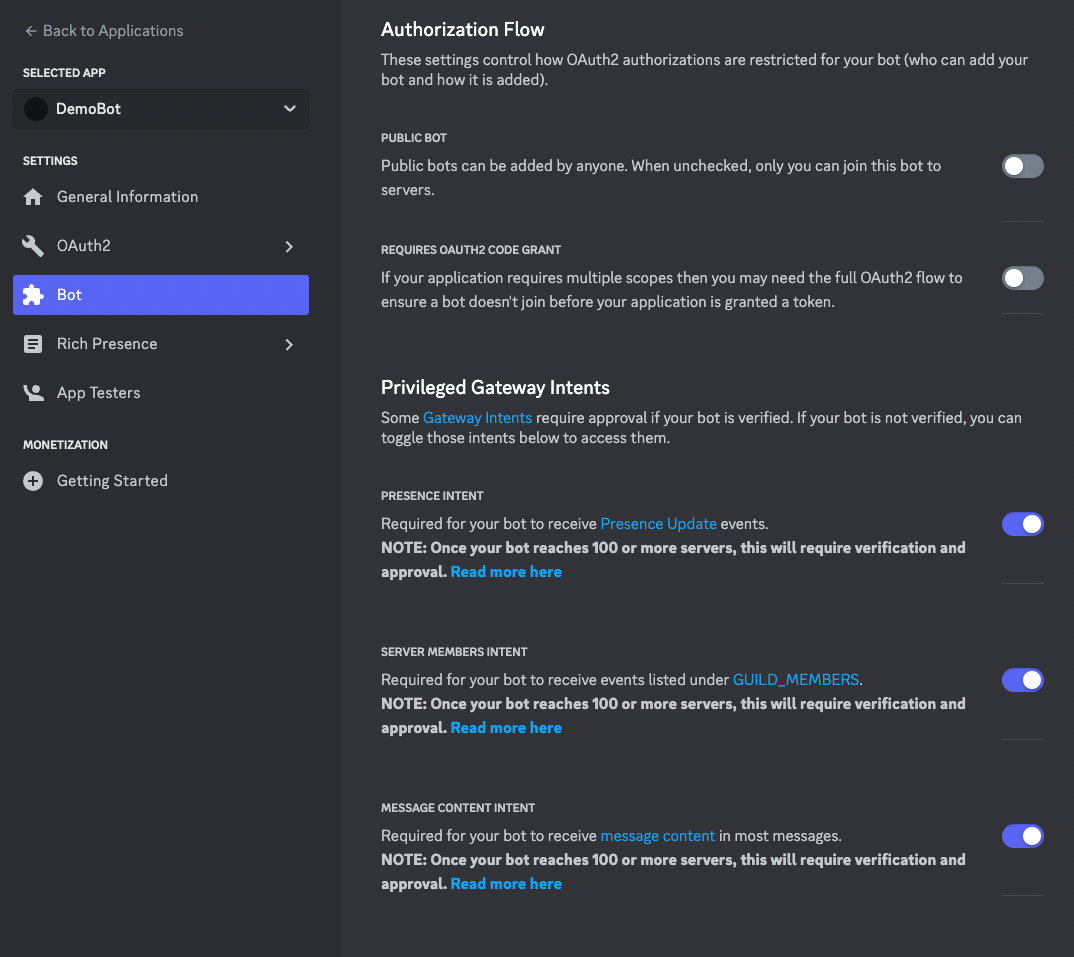 ← Back to Applications
SELECTED APP
DemoBot
SETTINGS
General Information
OAuth2
Bot
Rich Presence
App Testers
MONETIZATION
Getting Started
Authorization Flow
These settings control how OAuth2 authorizations are restricted for your bot (who can add your
bot and how it is added).
PUBLIC BOT
Public bots can be added by anyone. When unchecked, only you can join this bot to
servers.
REQUIRES OAUTH2 CODE GRANT
If your application requires multiple scopes then you may need the full OAuth2 flow to
ensure a bot doesn't join before your application is granted a token.
Privileged Gateway Intents
Some Gateway Intents require approval if your bot is verified. If your bot is not verified, you can
toggle those intents below to access them.
PRESENCE INTENT
Required for your bot to receive Presence Update events.
NOTE: Once your bot reaches 100 or more servers, this will require verification and
approval. Read more here
SERVER MEMBERS INTENT
Required for your bot to receive events listed under GUILD_MEMBERS.
NOTE: Once your bot reaches 100 or more servers, this will require verification and
approval. Read more here
MESSAGE CONTENT INTENT
Required for your bot to receive message content in most messages.
NOTE: Once your bot reaches 100 or more servers, this will require verification and
approval. Read more here